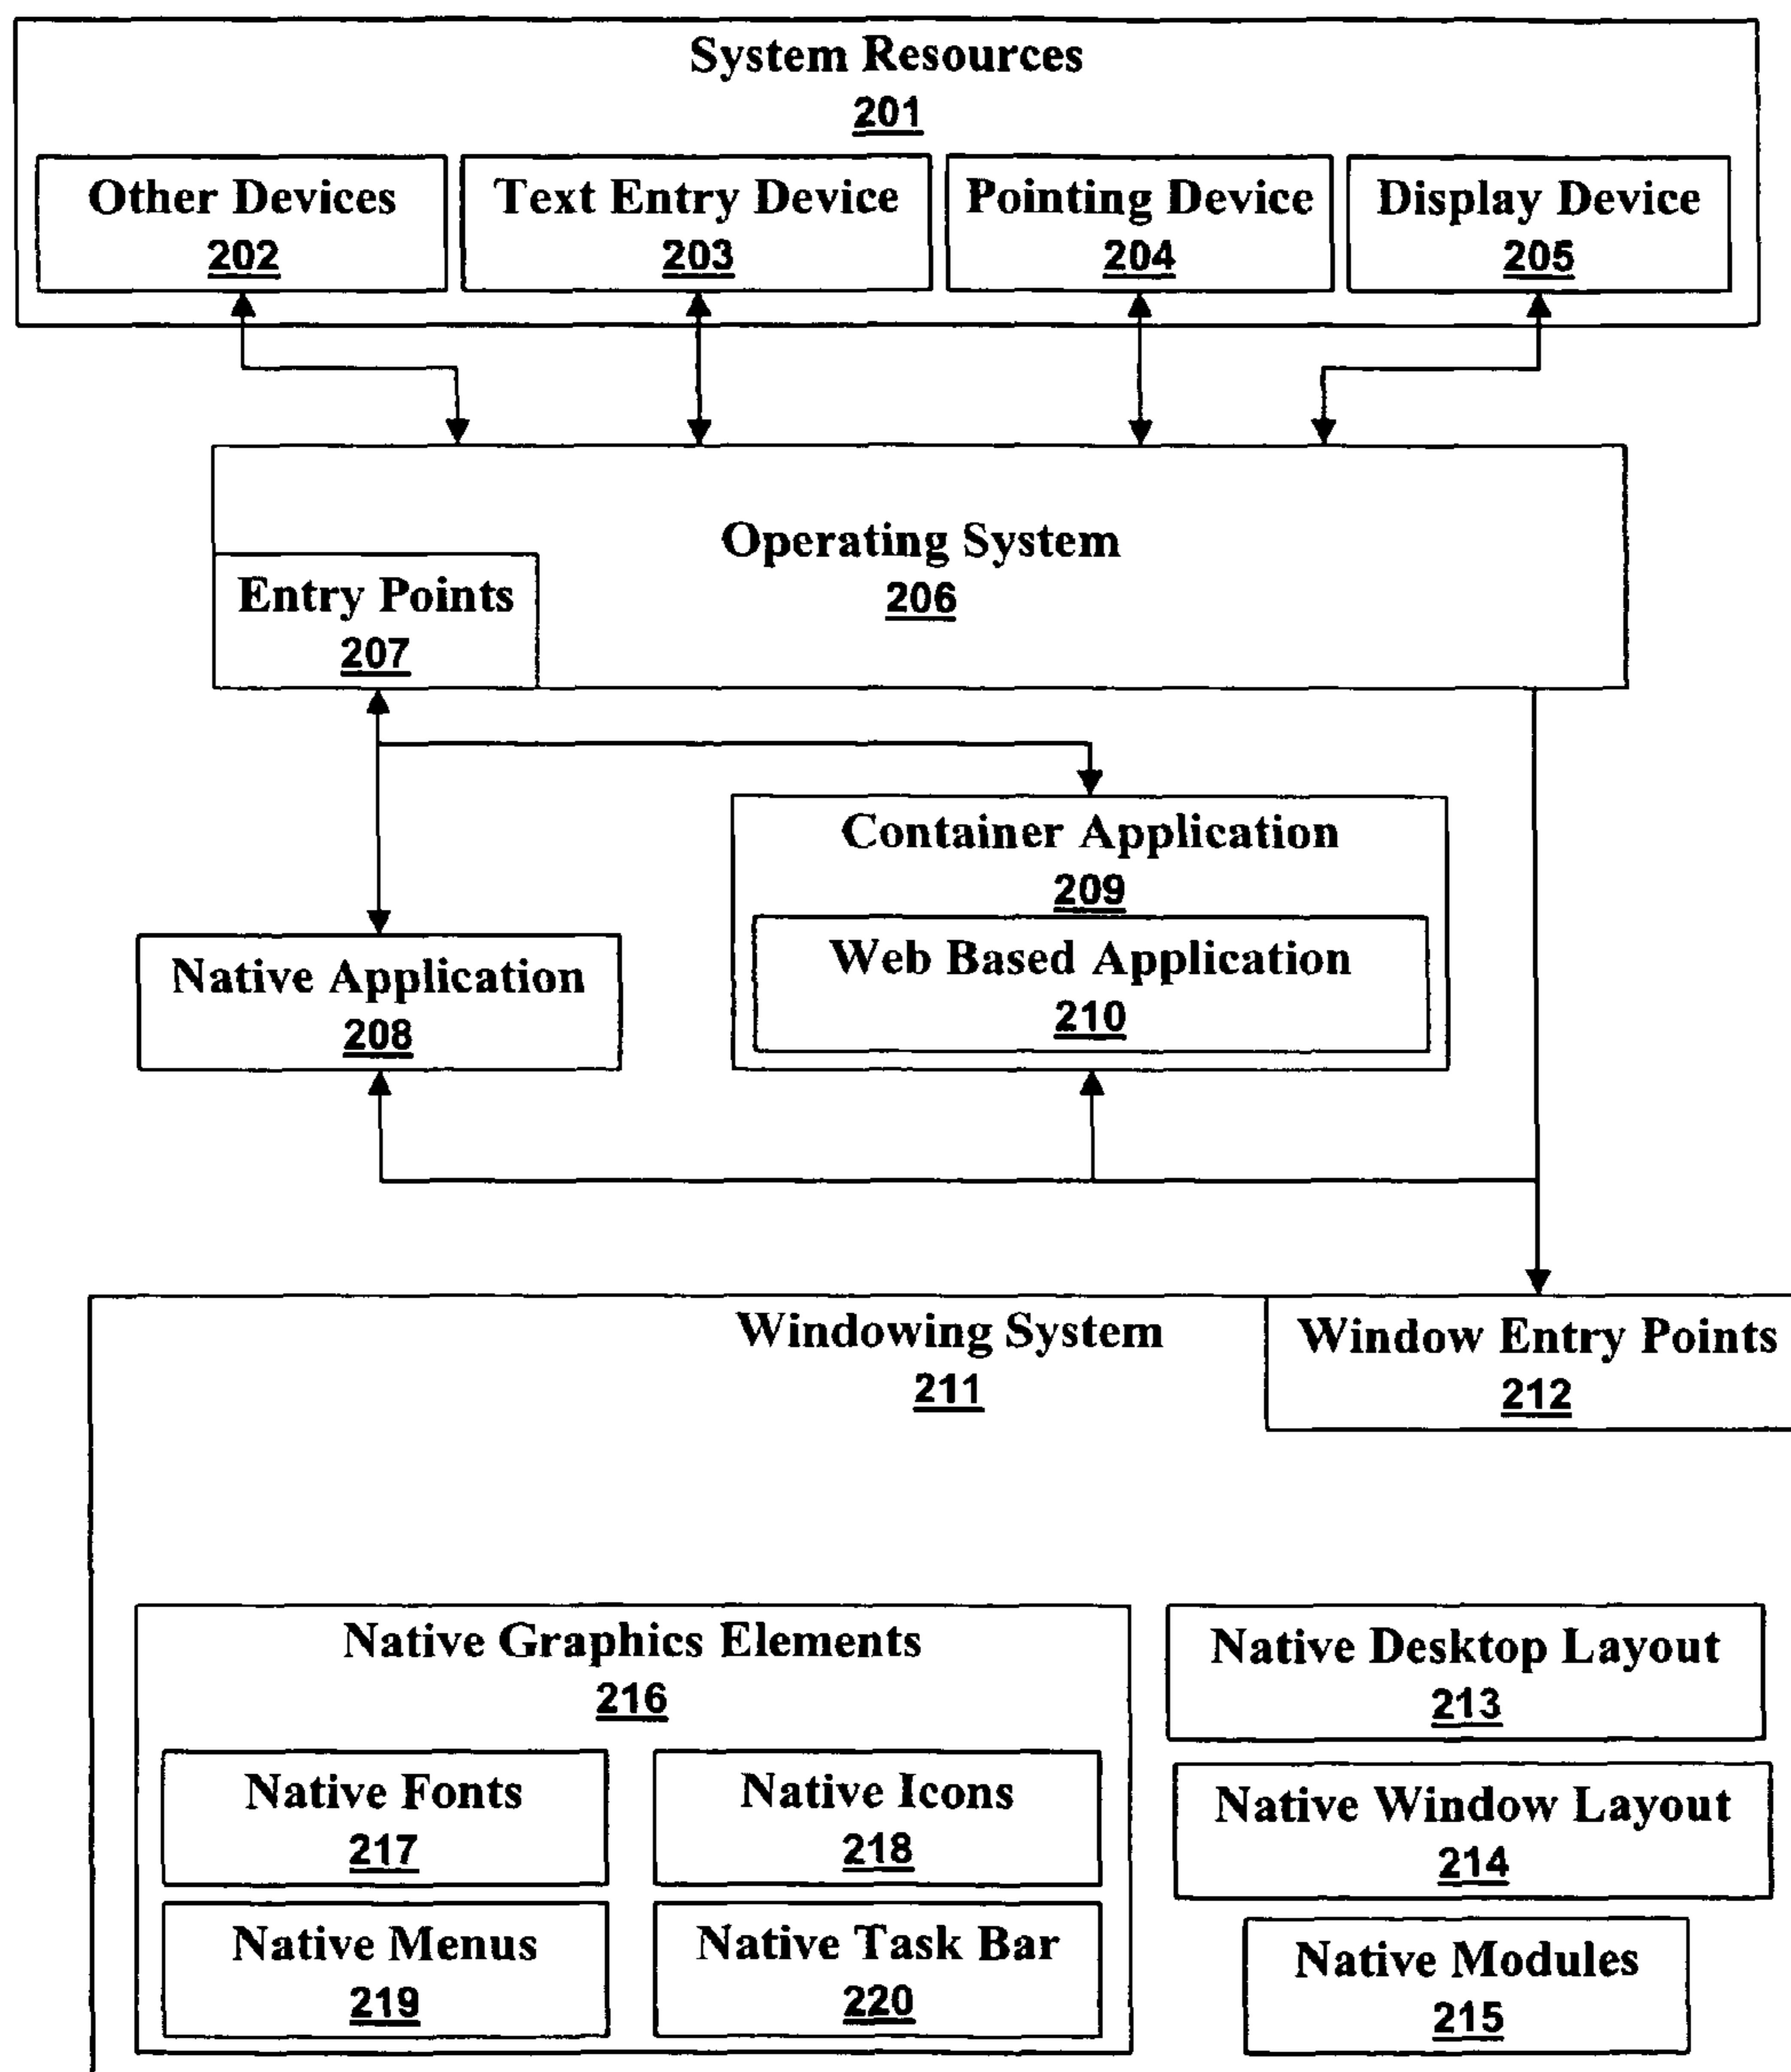 System Resources
201
Other Devices
202
Text Entry Device
203
Pointing Device
204
Display Device
205
Operating System
206
Entry Points
207
Container Application
209
Web Based Application
210
Native Application
208
Windowing System
211
Window Entry Points
212
Native Graphics Elements
216
Native Fonts
217
Native Icons
218
Native Menus
219
Native Task Bar
220
Native Desktop Layout
213
Native Window Layout
214
Native Modules
215